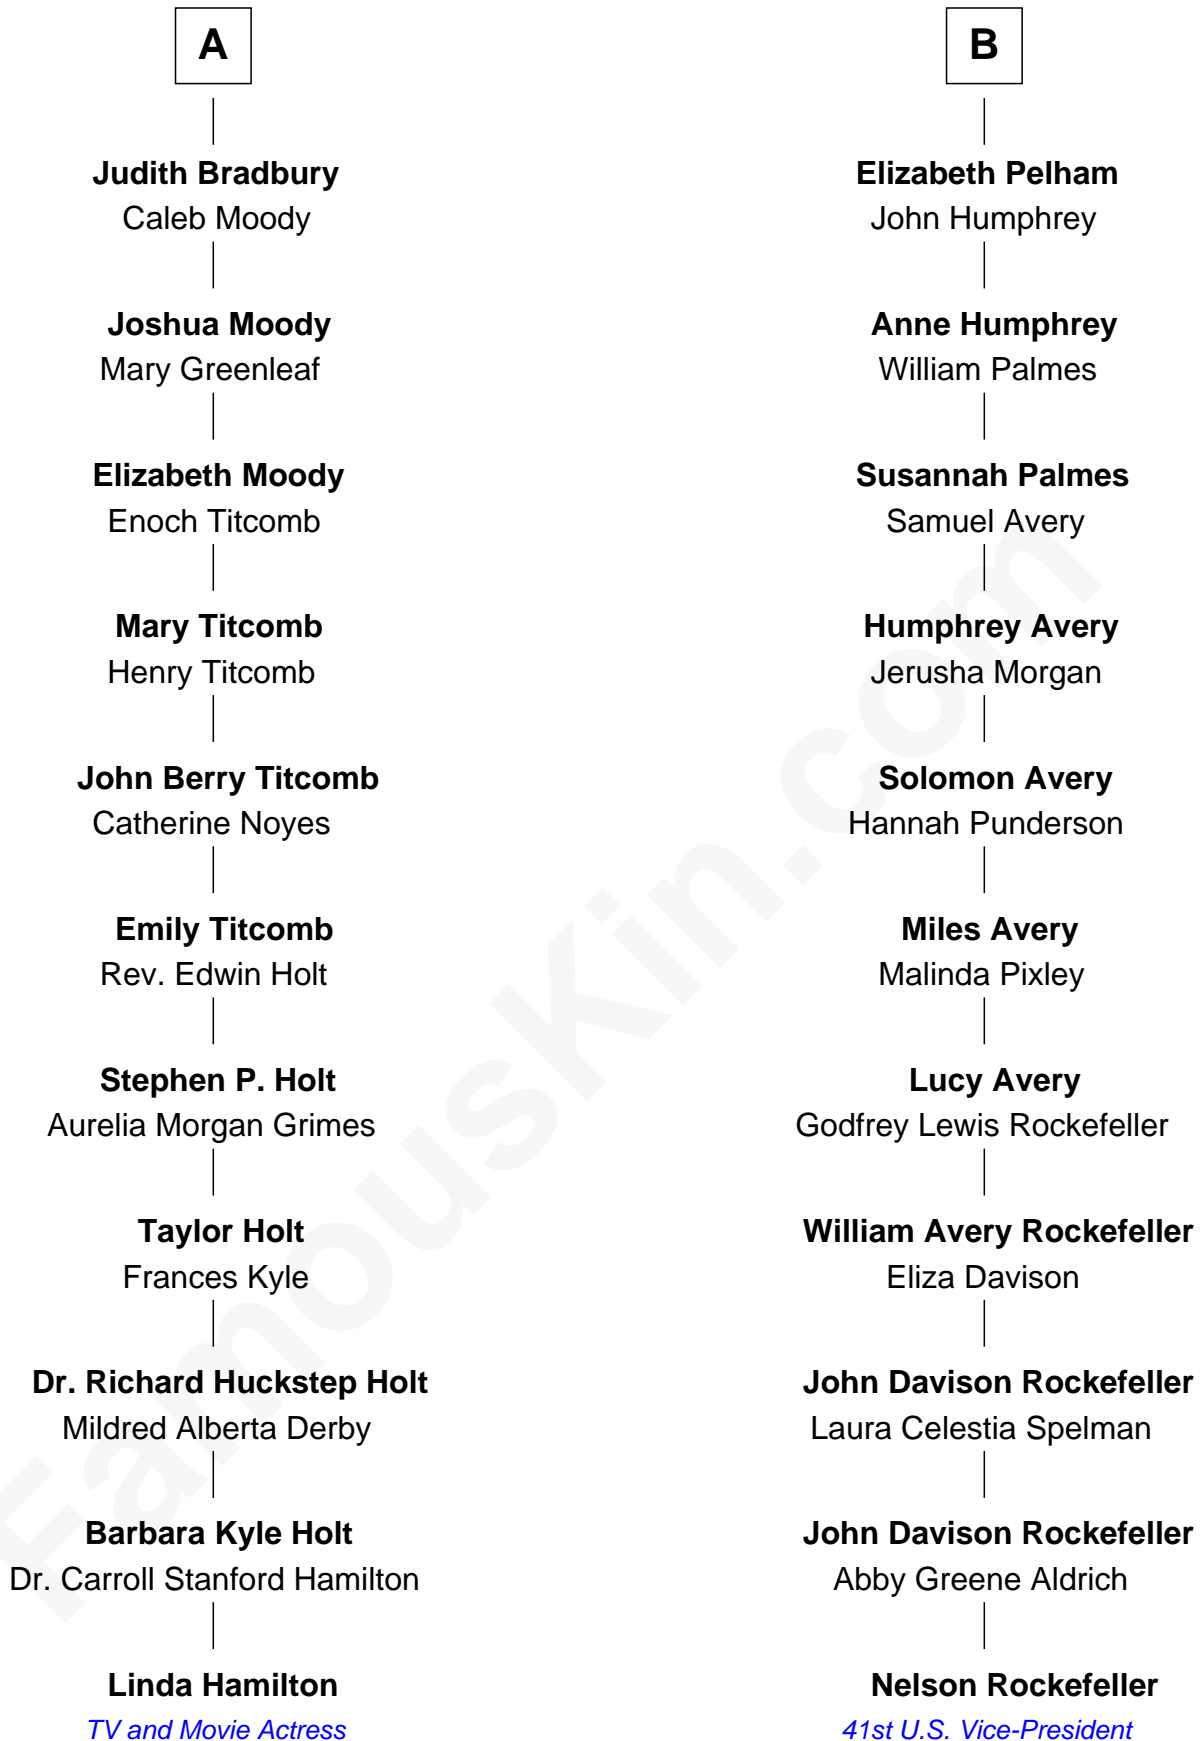 A
Judith Bradbury
Caleb Moody
Joshua Moody
Mary Greenleaf
Elizabeth Moody
Enoch Titcomb
Mary Titcomb
Henry Titcomb
John Berry Titcomb
Catherine Noyes
Emily Titcomb
Rev. Edwin Holt
Stephen P. Holt
Aurelia Morgan Grimes
Taylor Holt
Frances Kyle
Dr. Richard Huckstep Holt
Mildred Alberta Derby
Barbara Kyle Holt
Dr. Carroll Stanford Hamilton
Linda Hamilton
TV and Movie Actress
B
Elizabeth Pelham
John Humphrey
Anne Humphrey
William Palmes
Susannah Palmes
Samuel Avery
Humphrey Avery
Jerusha Morgan
Solomon Avery
Hannah Punderson
Miles Avery
Malinda Pixley
Lucy Avery
Godfrey Lewis Rockefeller
William Avery Rockefeller
Eliza Davison
John Davison Rockefeller
Laura Celestia Spelman
John Davison Rockefeller
Abby Greene Aldrich
Nelson Rockefeller
41st U.S. Vice-President
FamousKin.com